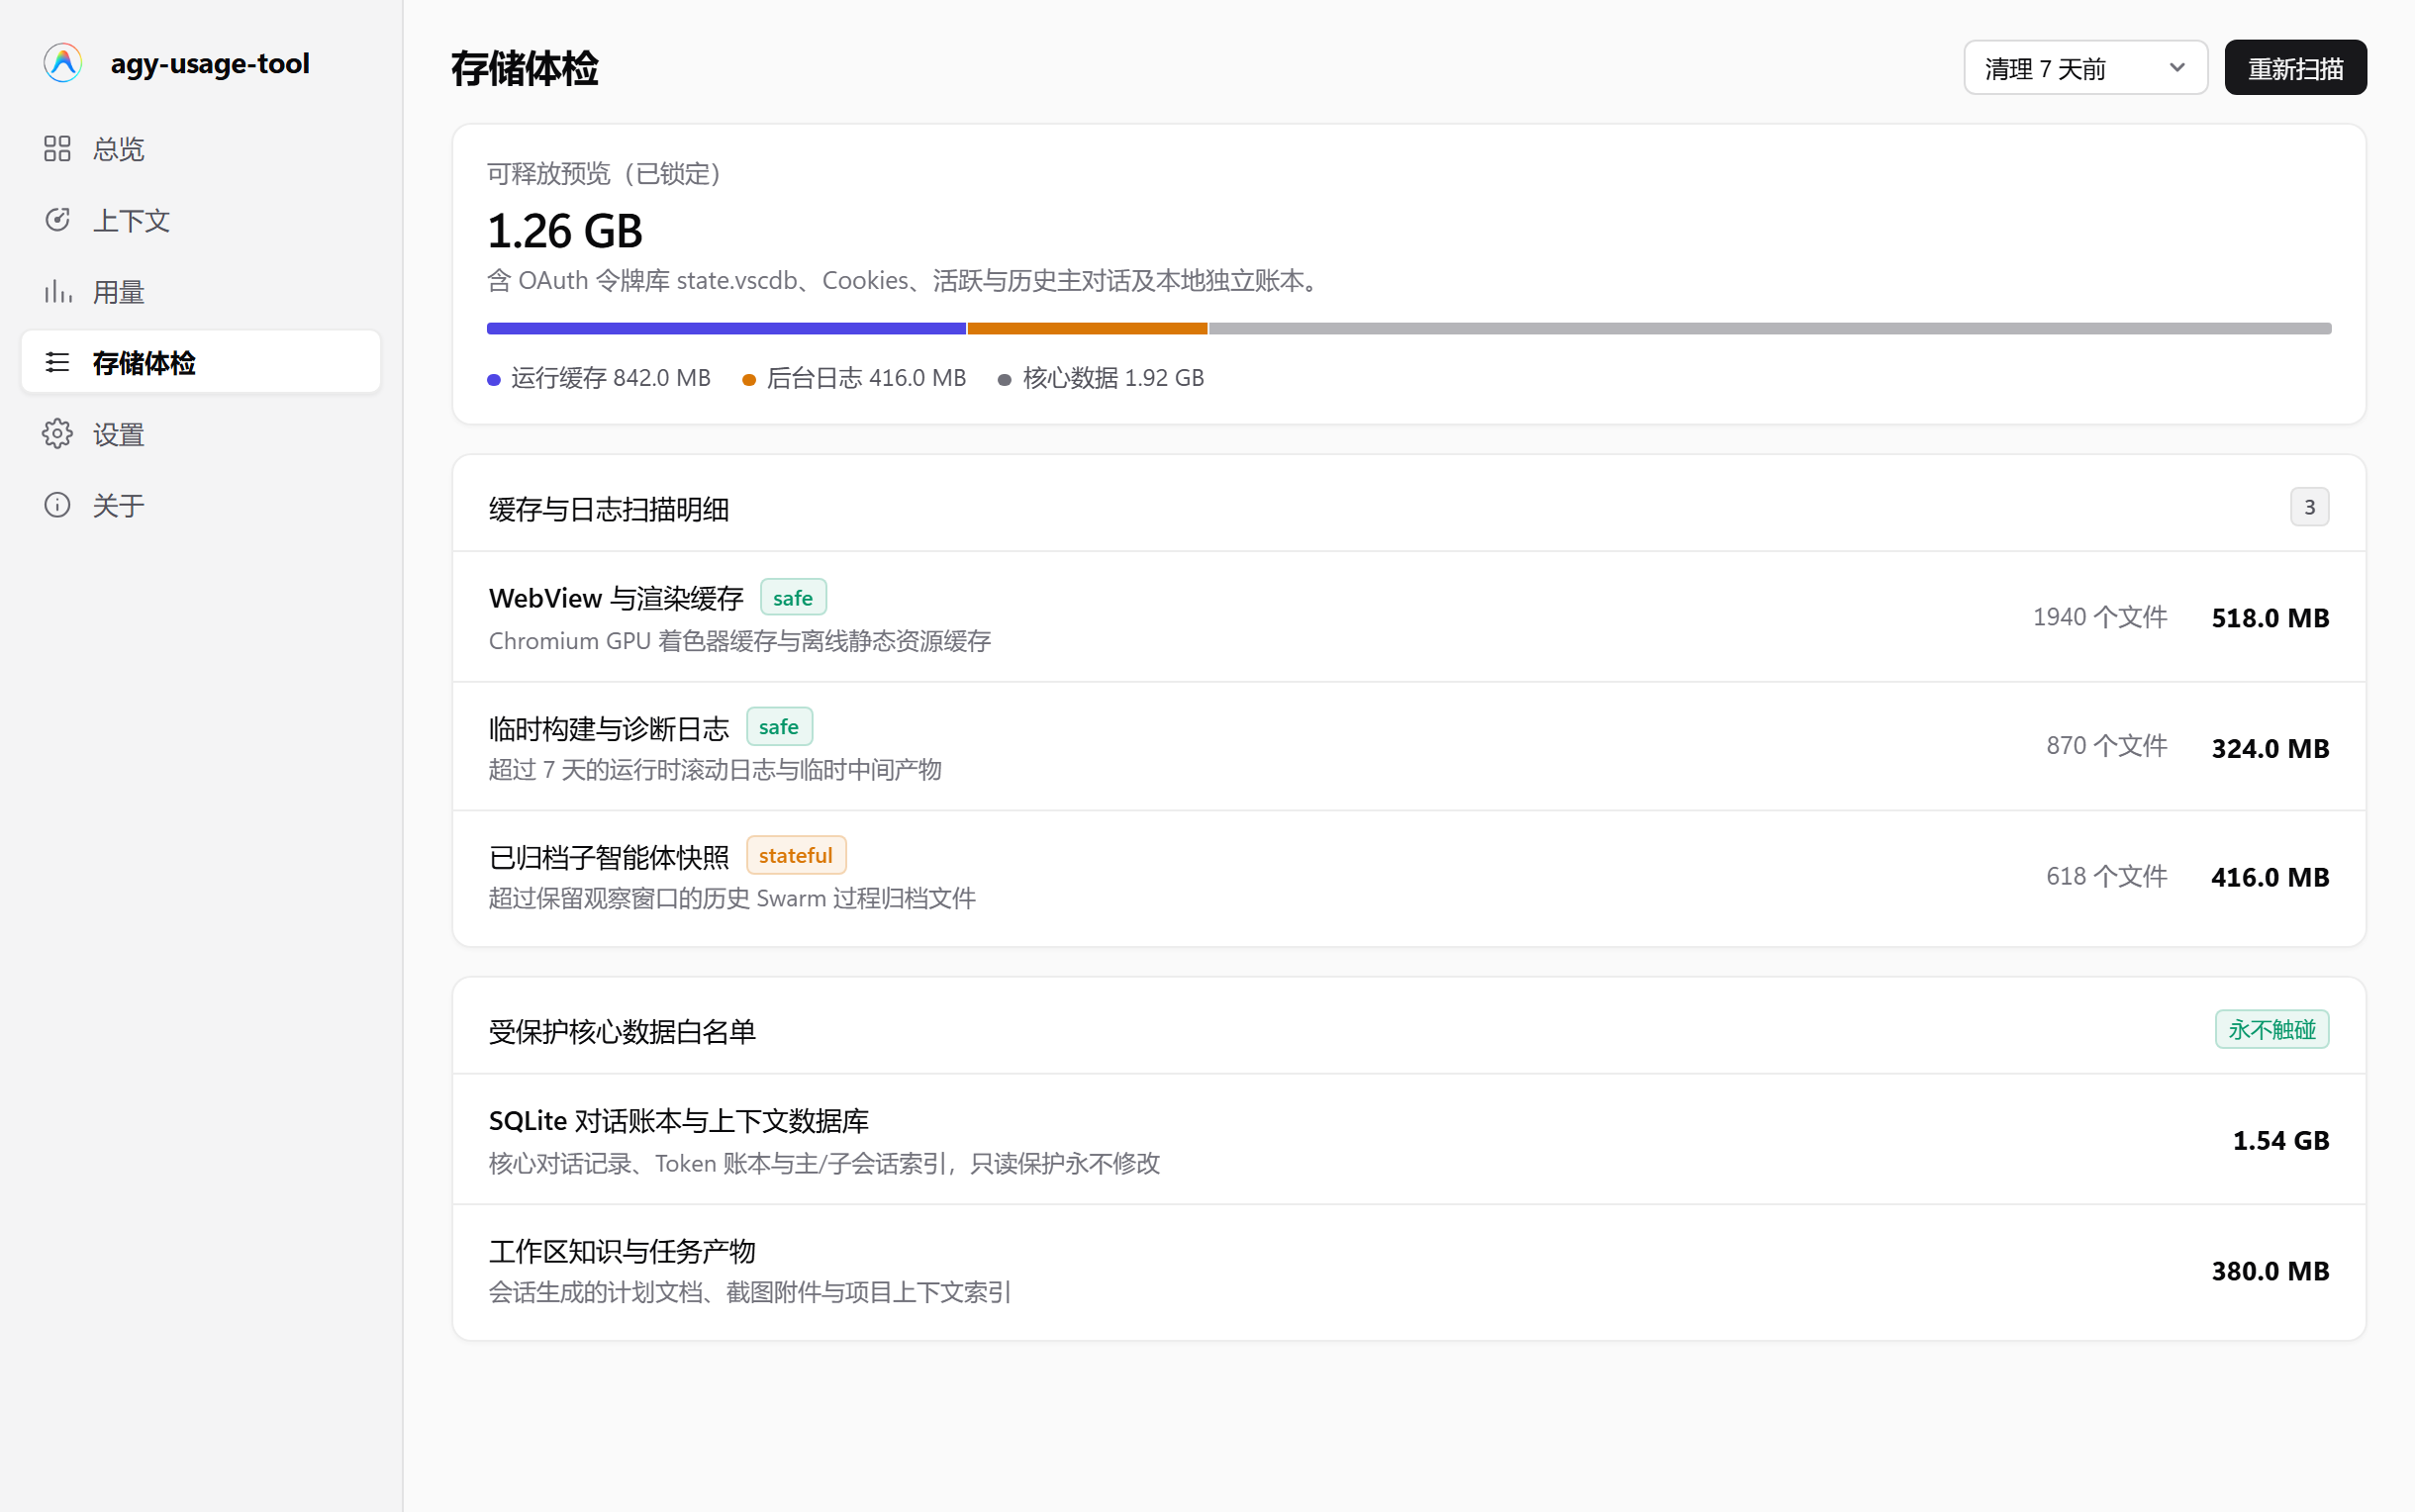 agy-usage-tool
总览
上下文
用量
存储体检
设置
关于
存储体检
清理 7 天前
重新扫描
可释放预览（已锁定）
1.26 GB
含 OAuth 令牌库 state.vscdb、Cookies、活跃与历史主对话及本地独立账本。
运行缓存 842.0 MB
后台日志 416.0 MB
核心数据 1.92 GB
缓存与日志扫描明细
3
WebView 与渲染缓存
safe
Chromium GPU 着色器缓存与离线静态资源缓存
1940 个文件
518.0 MB
临时构建与诊断日志
safe
超过 7 天的运行时滚动日志与临时中间产物
870 个文件
324.0 MB
已归档子智能体快照
stateful
超过保留观察窗口的历史 Swarm 过程归档文件
618 个文件
416.0 MB
受保护核心数据白名单
永不触碰
SQLite 对话账本与上下文数据库
核心对话记录、Token 账本与主/子会话索引，只读保护永不修改
1.54 GB
工作区知识与任务产物
会话生成的计划文档、截图附件与项目上下文索引
380.0 MB